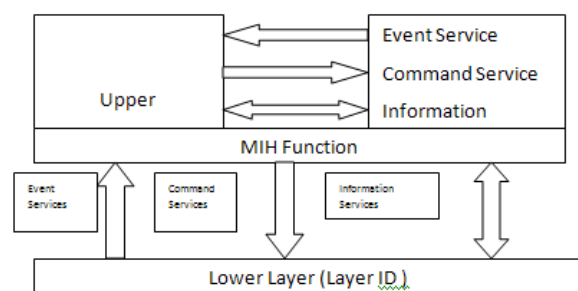 Event Service
Command Service
Upper
Information
MIH Function
Event
Services
Command
Services
Information
Services
Lower Layer (Layer ID )